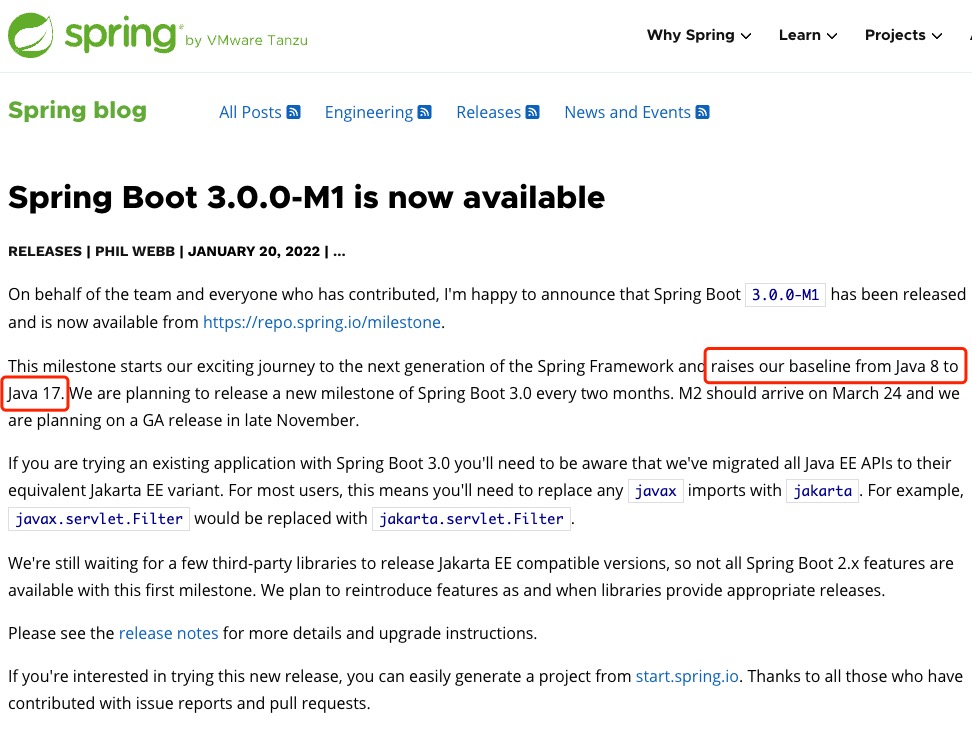 spring by VMware Tanzu
Why Spring Learn Projects
Spring blog
All Posts Engineering Releases News and Events
Spring Boot 3.0.0-M1 is now available
RELEASES | PHIL WEBB | JANUARY 20, 2022 | ...
On behalf of the team and everyone who has contributed, I'm happy to announce that Spring Boot 3.0.0-M1 has been released
and is now available from https://repo.spring.io/milestone.
This milestone starts our exciting journey to the next generation of the Spring Framework and raises our baseline from Java 8 to
Java 17. We are planning to release a new milestone of Spring Boot 3.0 every two months. M2 should arrive on March 24 and we
are planning on a GA release in late November.
If you are trying an existing application with Spring Boot 3.0 you'll need to be aware that we've migrated all Java EE APIs to their
equivalent Jakarta EE variant. For most users, this means you'll need to replace any javax imports with jakarta. For example,
javax.servlet.Filter would be replaced with jakarta.servlet.Filter.
We're still waiting for a few third-party libraries to release Jakarta EE compatible versions, so not all Spring Boot 2.x features are
available with this first milestone. We plan to reintroduce features as and when libraries provide appropriate releases.
Please see the release notes for more details and upgrade instructions.
If you're interested in trying this new release, you can easily generate a project from start.spring.io. Thanks to all those who have
contributed with issue reports and pull requests.